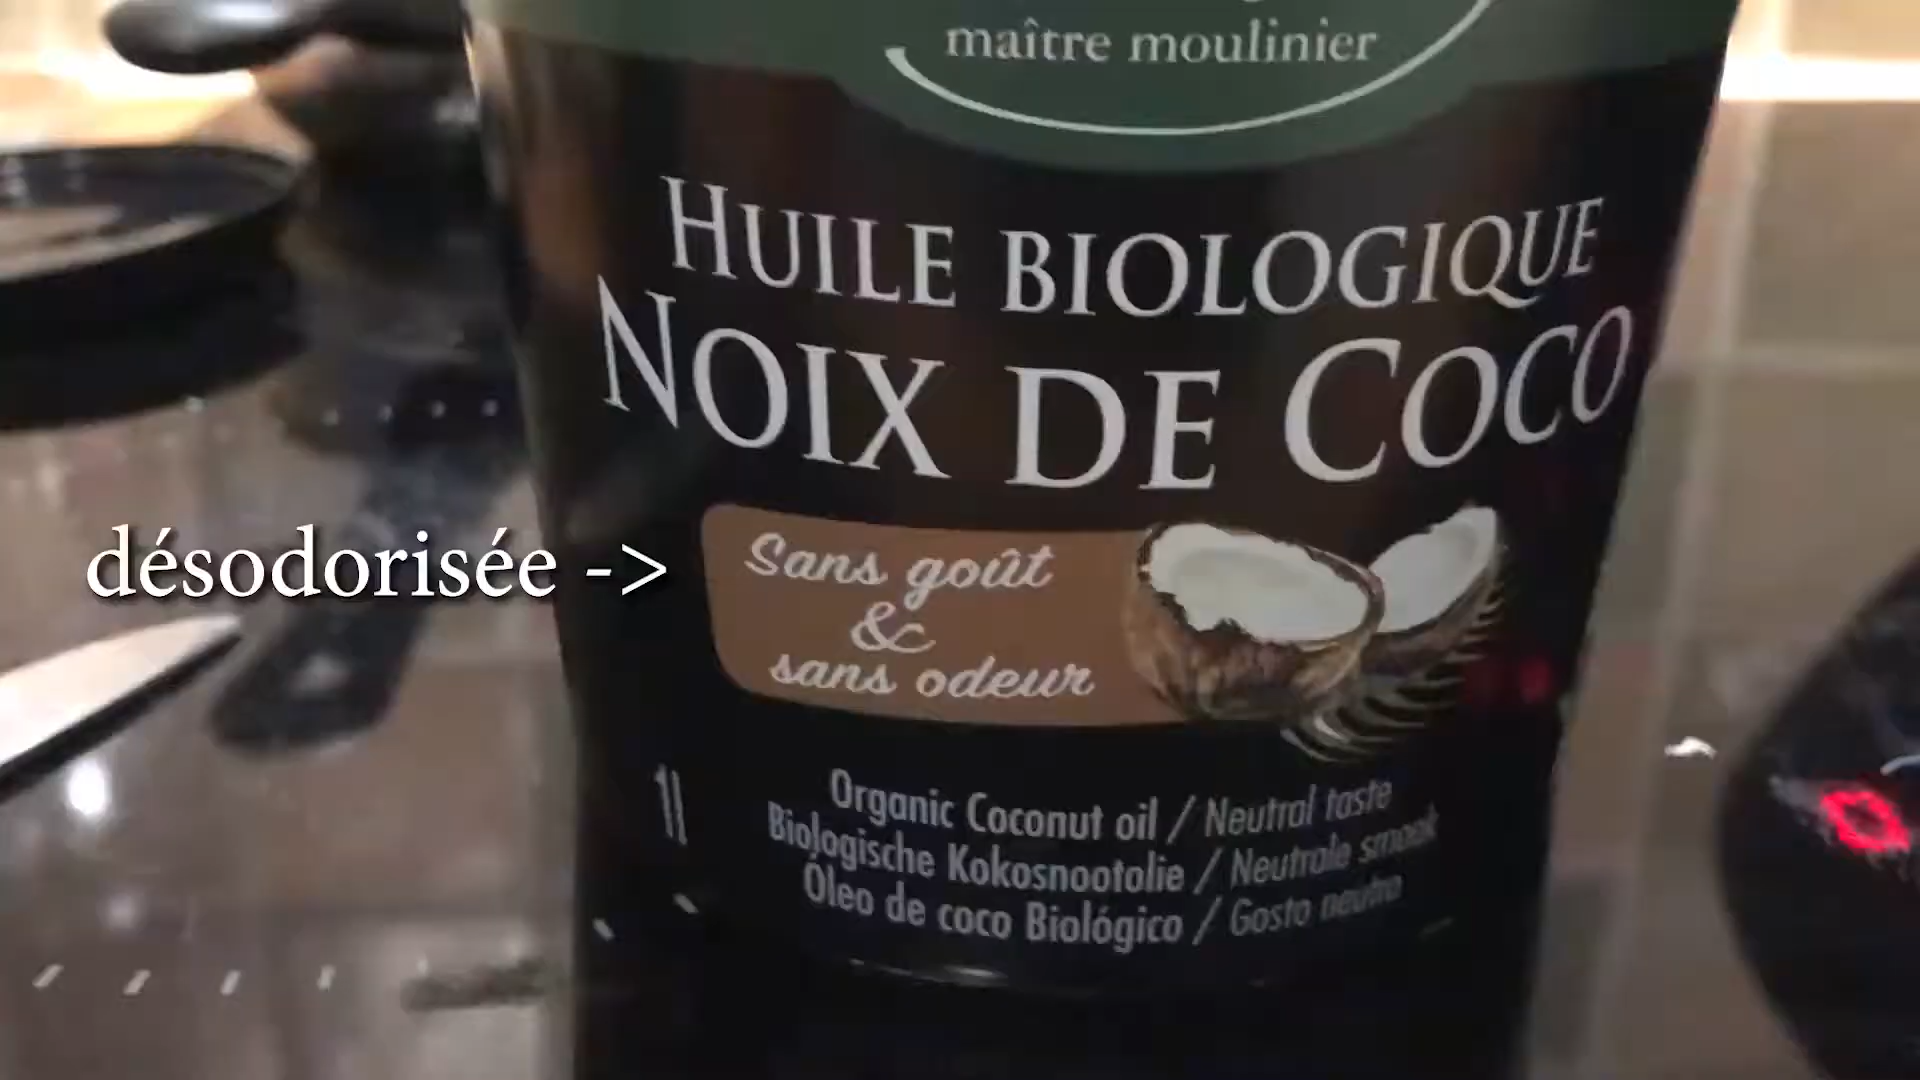 maître moulinier
HUILE BIOLOGIQUE
NOIX DE COCO
désodorisée ->
Sans goût
&
sans odeur
1l
Organic Coconut oil / Neutral taste
Biologische Kokosnootolie / Neutrale smaak
Óleo de coco Biológico / Gosto neutro